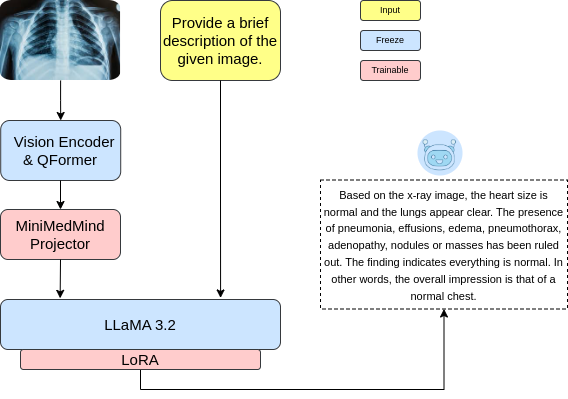 Provide a brief
description of the
given image.
Input
Freeze
Trainable
Vision Encoder
& QFormer
MiniMedMind
Projector
LLaMA 3.2
LoRA
Based on the x-ray image, the heart size is
normal and the lungs appear clear. The presence
of pneumonia, effusions, edema, pneumothorax,
adenopathy, nodules or masses has been ruled
out. The finding indicates everything is normal. In
other words, the overall impression is that of a
normal chest.